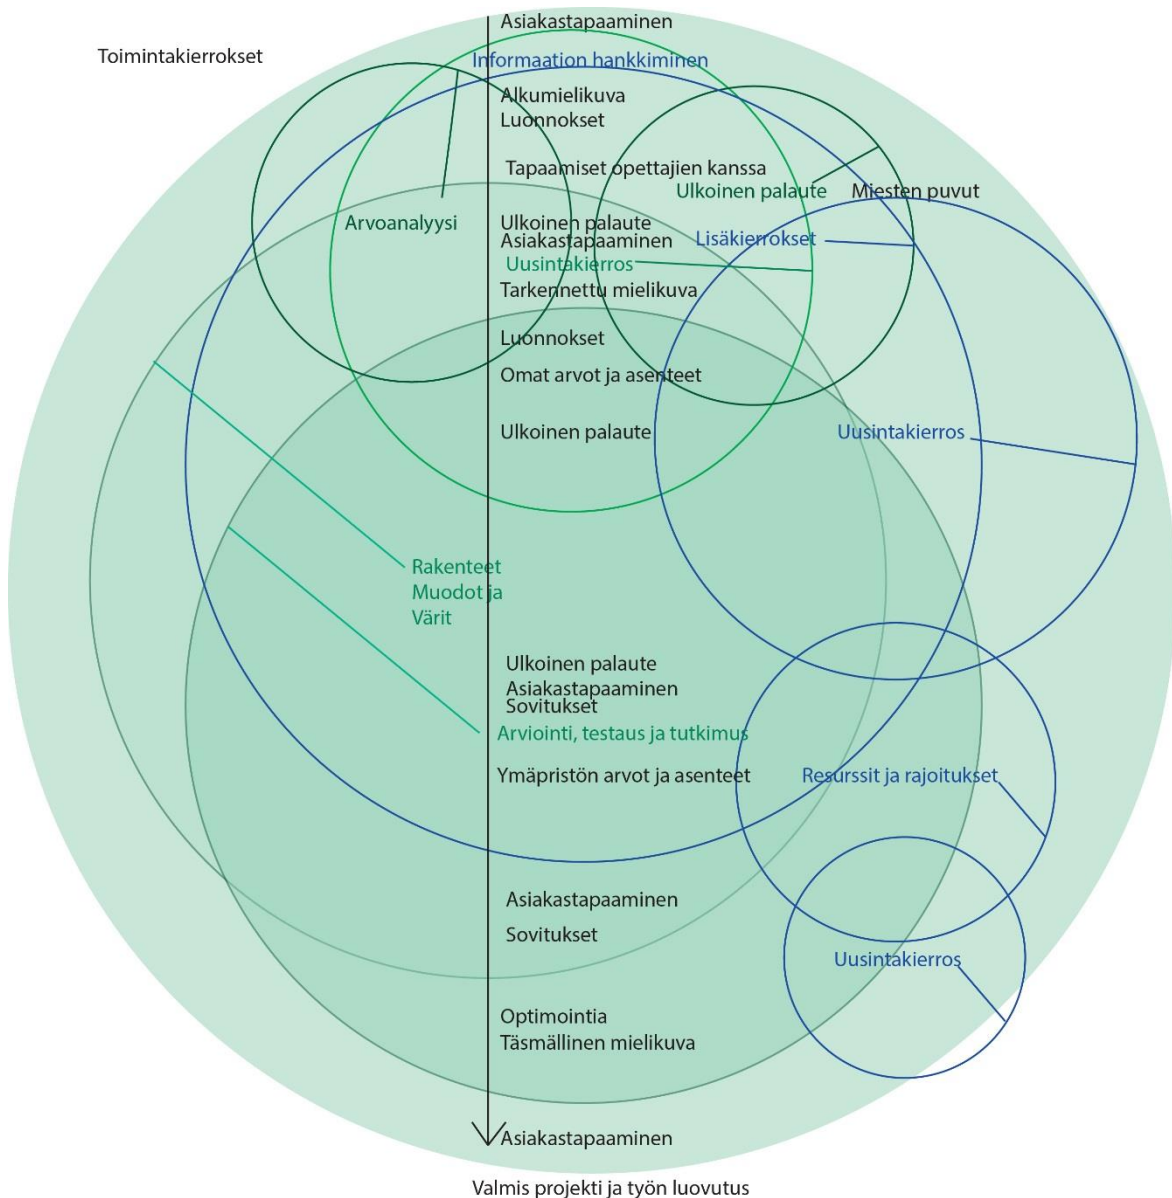 Asiakastapaaminen
Toimintakierrokset
Informaation hankkiminen
Alkumielikuva
Luonnokset
Tapaamiset opettajien kanssa
Ulkoinen palaute
Miesten puvut
Arvoanalyysi
Ulkoinen palaute
Asiakastapaaminen
Lisäkierrokset
Uusintakierros
Tarkennettu mielikuva
Luonnokset
Omat arvot ja asenteet
Ulkoinen palaute
Uusintakierros
Rakenteet
Muodot ja
Värit
Ulkoinen palaute
Asiakastapaaminen
Sovitukset
Arviointi, testaus ja tutkimus
Ymäpristön arvot ja asenteet
Resurssit ja rajoitukset
Asiakastapaaminen
Sovitukset
Uusintakierros
Optimointia
Täsmällinen mielikuva
Asiakastapaaminen
Valmis projekti ja työn luovutus